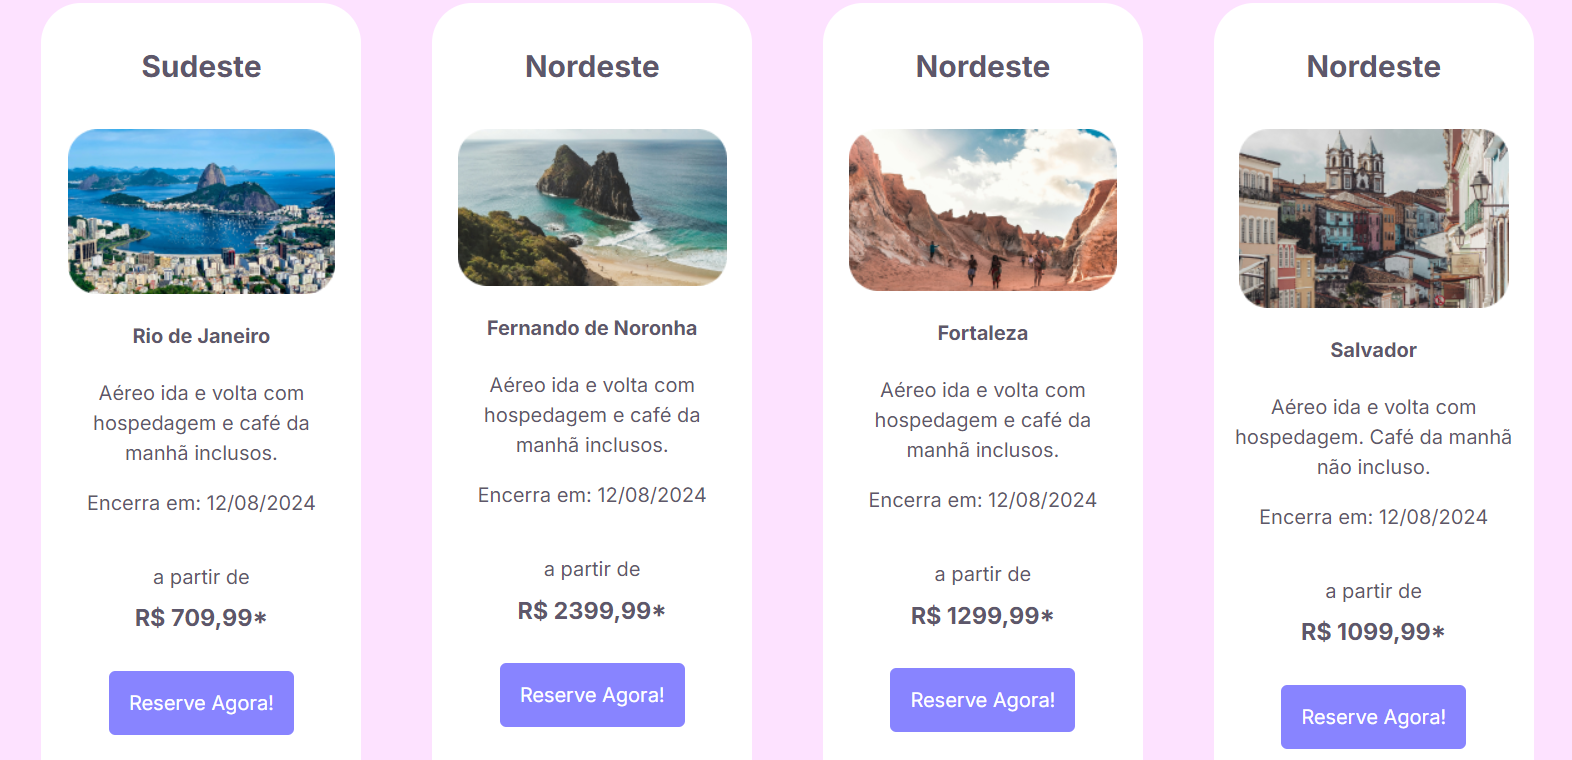 Sudeste
Rio de Janeiro
Aéreo ida e volta com
hospedagem e café da
manhã inclusos.
Encerra em: 12/08/2024
a partir de
R$ 709,99*
Reserve Agora!
Nordeste
Fernando de Noronha
Aéreo ida e volta com
hospedagem e café da
manhã inclusos.
Encerra em: 12/08/2024
a partir de
R$ 2399,99*
Reserve Agora!
Nordeste
Fortaleza
Aéreo ida e volta com
hospedagem e café da
manhã inclusos.
Encerra em: 12/08/2024
a partir de
R$ 1299,99*
Reserve Agora!
Nordeste
Salvador
Aéreo ida e volta com
hospedagem. Café da manhã
não incluso.
Encerra em: 12/08/2024
a partir de
R$ 1099,99*
Reserve Agora!